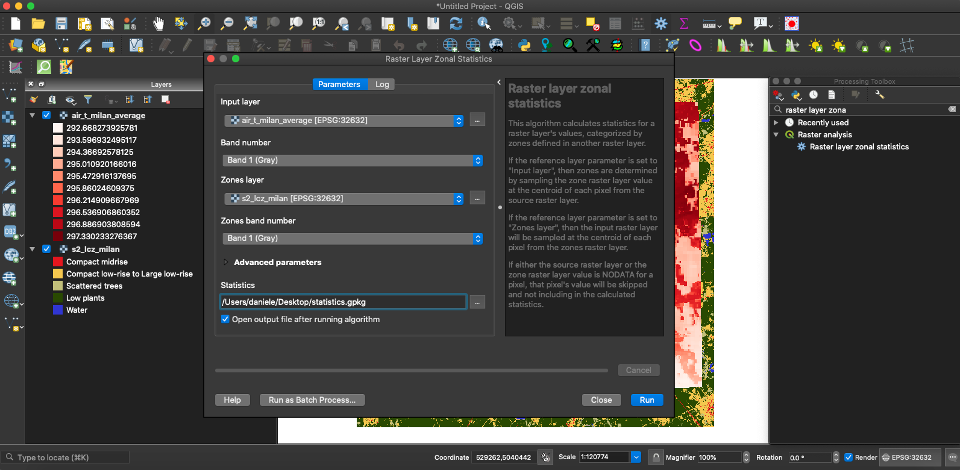 *Untitled Project — QGIS
Raster Layer Zonal Statistics
Layers
air_t_milan_average
292.668273925781
293.596932495117
294.36692578125
295.010920166016
295.472916137695
295.86024609375
296.214909667969
296.536906860352
296.886903808594
297.330233276367
s2_lcz_milan
Compact midrise
Compact low-rise to Large low-rise
Scattered trees
Low plants
Water
Parameters
Log
Input layer
air_t_milan_average [EPSG:32632]
...
Band number
Band 1 (Gray)
Zones layer
s2_lcz_milan [EPSG:32632]
...
Zones band number
Band 1 (Gray)
Advanced parameters
Statistics
/Users/daniele/Desktop/statistics.gpkg
...
Open output file after running algorithm
Raster layer zonal
statistics
This algorithm calculates statistics for a
raster layer's values, categorized by
zones defined in another raster layer.
If the reference layer parameter is set to
"Input layer", then zones are determined
by sampling the zone raster layer value
at the centroid of each pixel from the
source raster layer.
If the reference layer parameter is set to
"Zones layer", then the input raster layer
will be sampled at the centroid of each
pixel from the zones raster layer.
If either the source raster layer or the
zone raster layer value is NODATA for a
pixel, that pixel's value will be skipped
and not including in the calculated
statistics.
Cancel
Help
Run as Batch Process...
Close
Run
Processing Toolbox
raster layer zona
Recently used
Raster analysis
Raster layer zonal statistics
Type to locate (⌘K)
Coordinate 529262,5040442
Scale 1:120774
Magnifier 100%
Rotation 0.0 °
Render
EPSG:32632